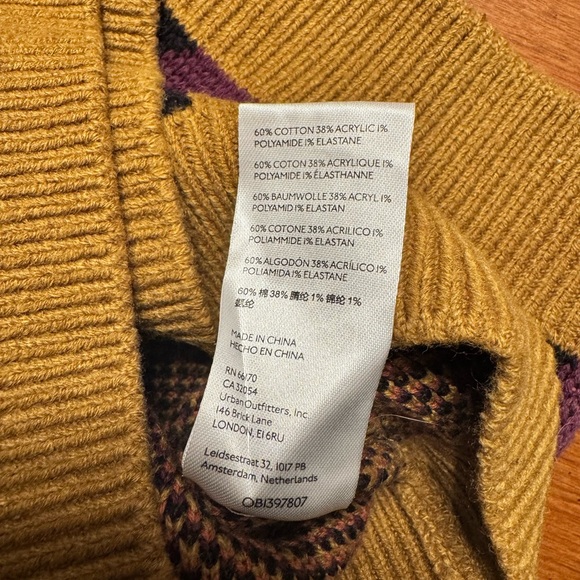 60% COTTON 38% ACRYLIC 1%
POLYAMIDE 1% ELASTANE
60% COTON 38% ACRYLIQUE 1%
POLYAMIDE 1% ÉLASTHANNE
60% BAUMWOLLE 38% ACRYL 1%
POLYAMID 1% ELASTAN
60% COTONE 38% ACRILICO 1%
POLIAMMIDE 1% ELASTAN
60% ALGODÓN 38% ACRÍLICO 1%
POLIAMIDA 1% ELASTANE
60% 棉 38% 腈纶 1% 锦纶 1%
氨纶
MADE IN CHINA
HECHO EN CHINA
RN 66170
CA 32054
Urban Outfitters, Inc
146 Brick Lane
LONDON, E1 6RU
Leidsestraat 32, 1017 PB
Amsterdam, Netherlands
OB1397807